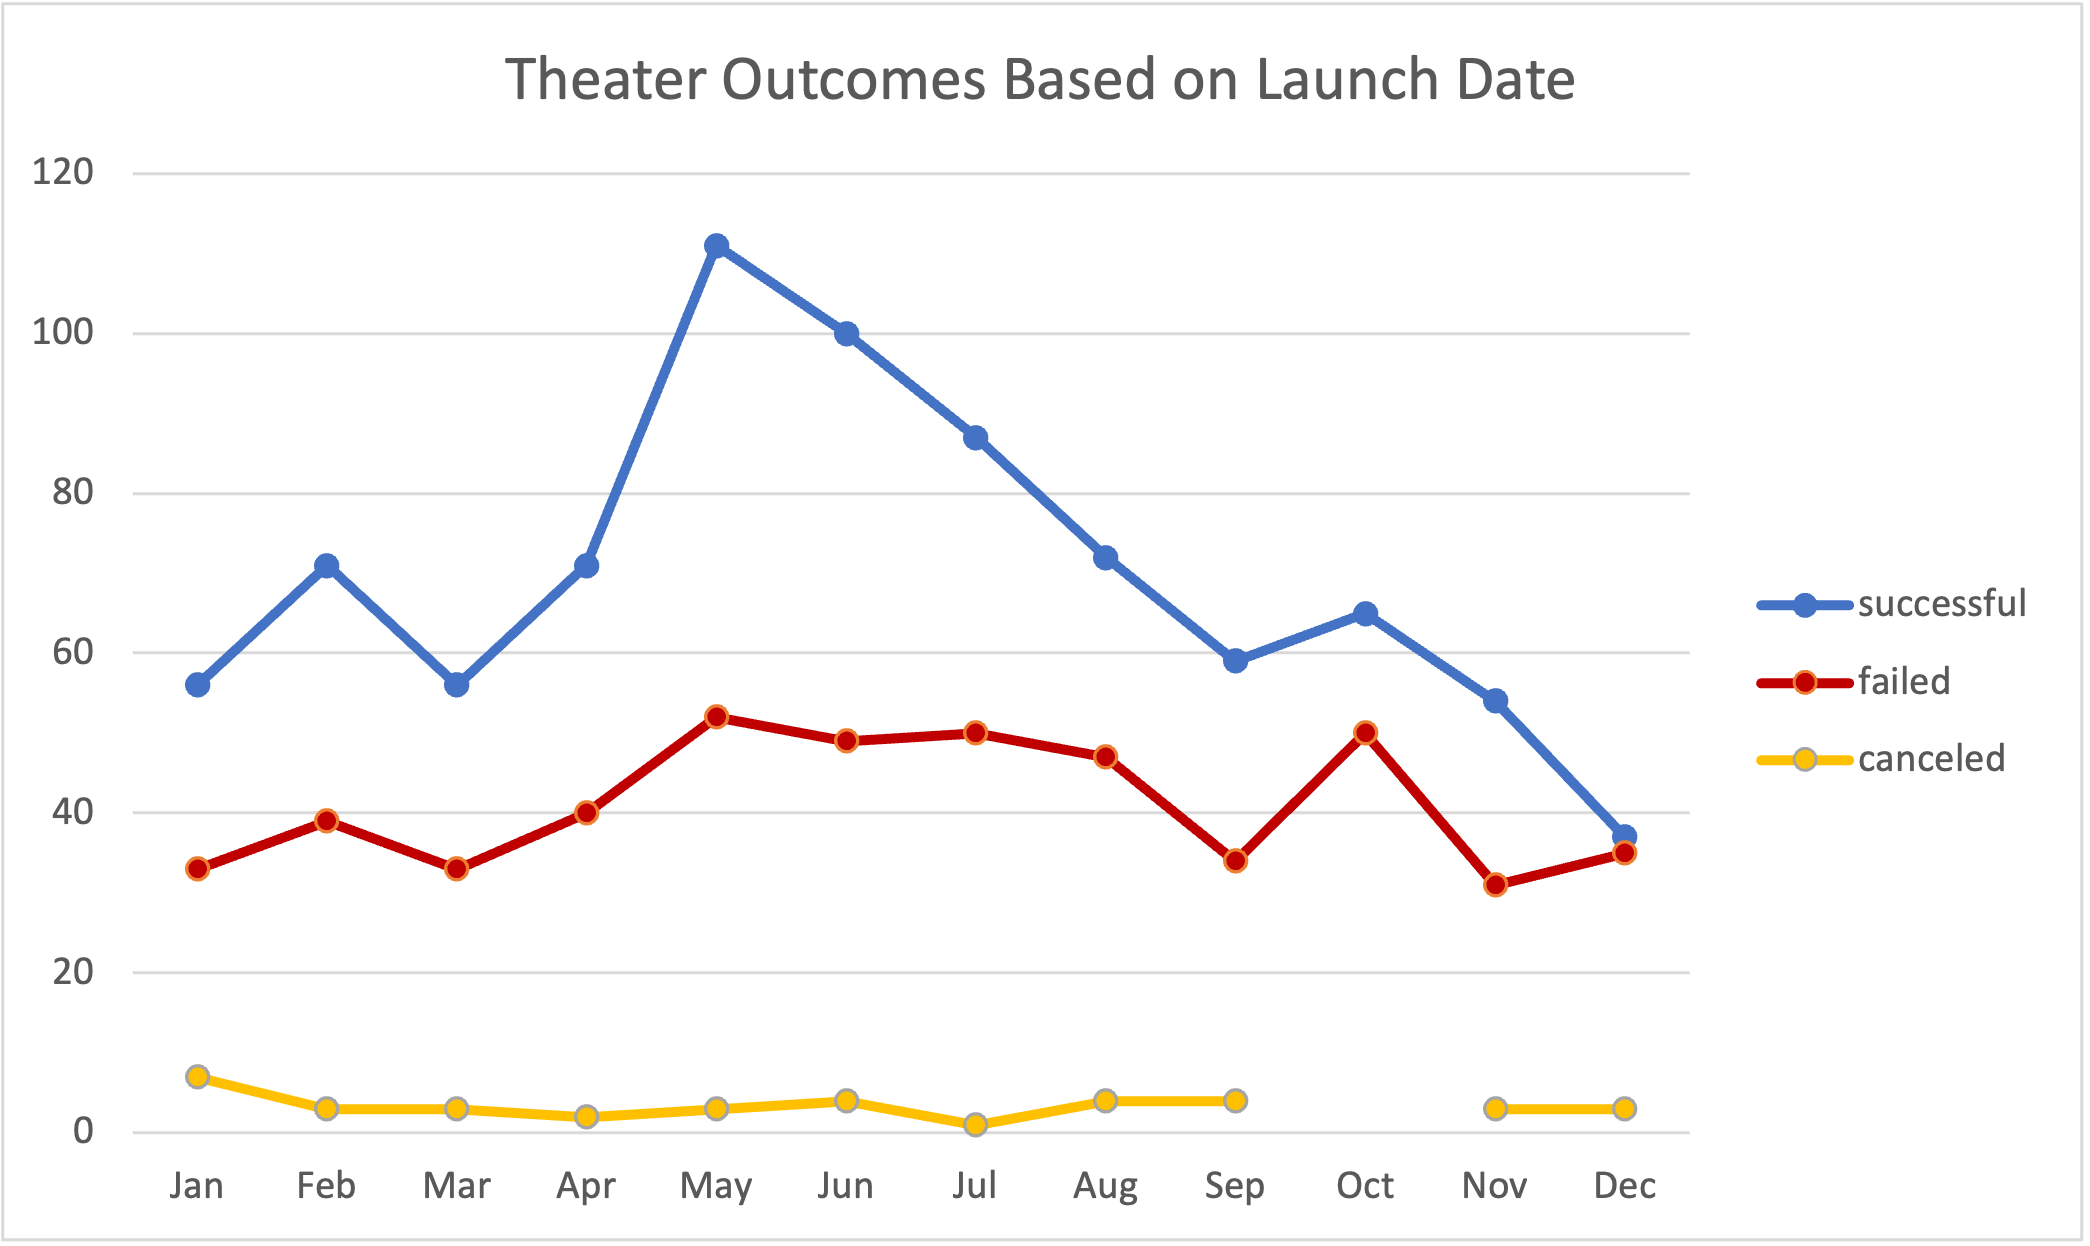 Theater Outcomes Based on Launch Date
120
100
80
60
40
20
0
Jan Feb Mar Apr May Jun Jul Aug Sep Oct Nov Dec
successful
failed
canceled